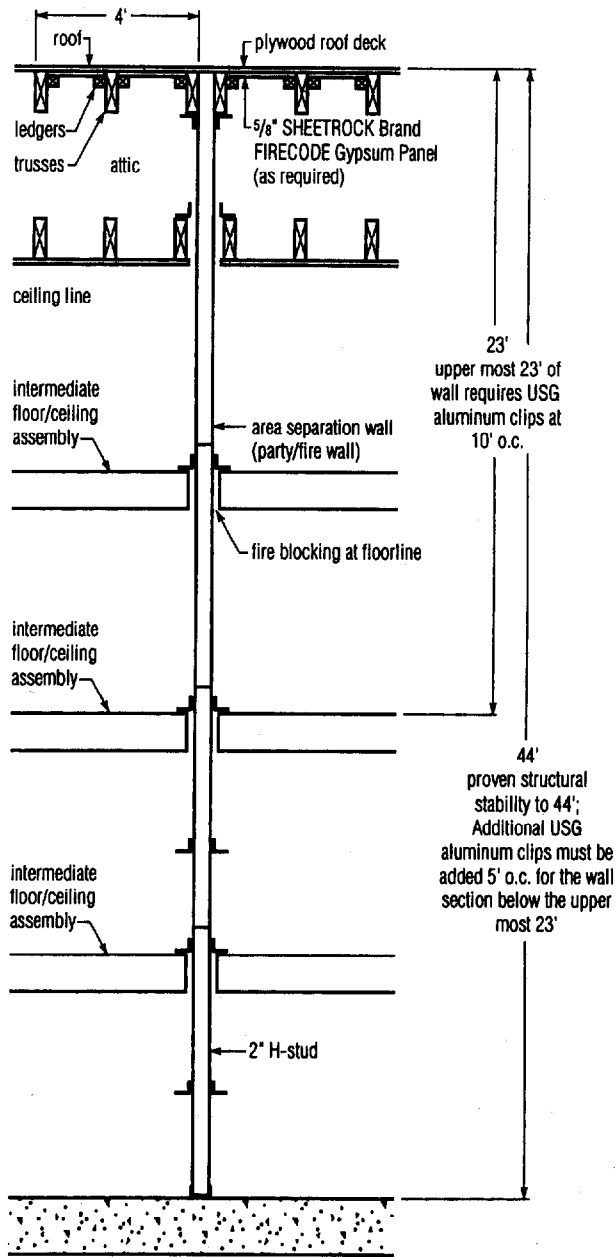 4'
roof
plywood roof deck
ledgers
trusses
attic
5/8" SHEETROCK Brand
FIRECODE Gypsum Panel
(as required)
ceiling line
23'
upper most 23' of
wall requires USG
aluminum clips at
10' o.c.
intermediate
floor/ceiling
assembly
area separation wall
(party/fire wall)
fire blocking at floorline
intermediate
floor/ceiling
assembly
44'
proven structural
stability to 44';
Additional USG
aluminum clips must be
added 5' o.c. for the wall
section below the upper
most 23'
intermediate
floor/ceiling
assembly
2" H-stud